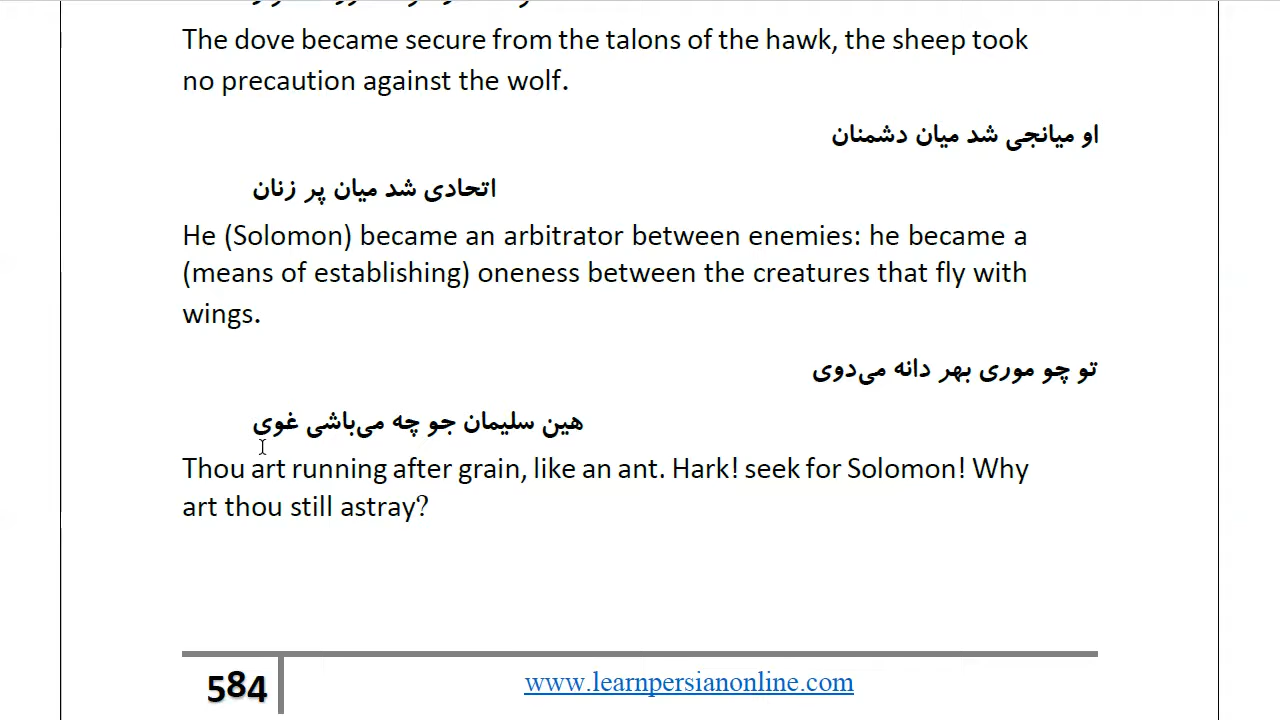 The dove became secure from the talons of the hawk, the sheep took
no precaution against the wolf.
او میانجی شد میان دشمنان
اتحادی شد میان پر زنان
He (Solomon) became an arbitrator between enemies: he became a
(means of establishing) oneness between the creatures that fly with
wings.
تو چو موری بهر دانه می‌دوی
هین سلیمان جو چه می‌باشی غوی
Thou art running after grain, like an ant. Hark! seek for Solomon! Why
art thou still astray?
584
www.learnpersianonline.com